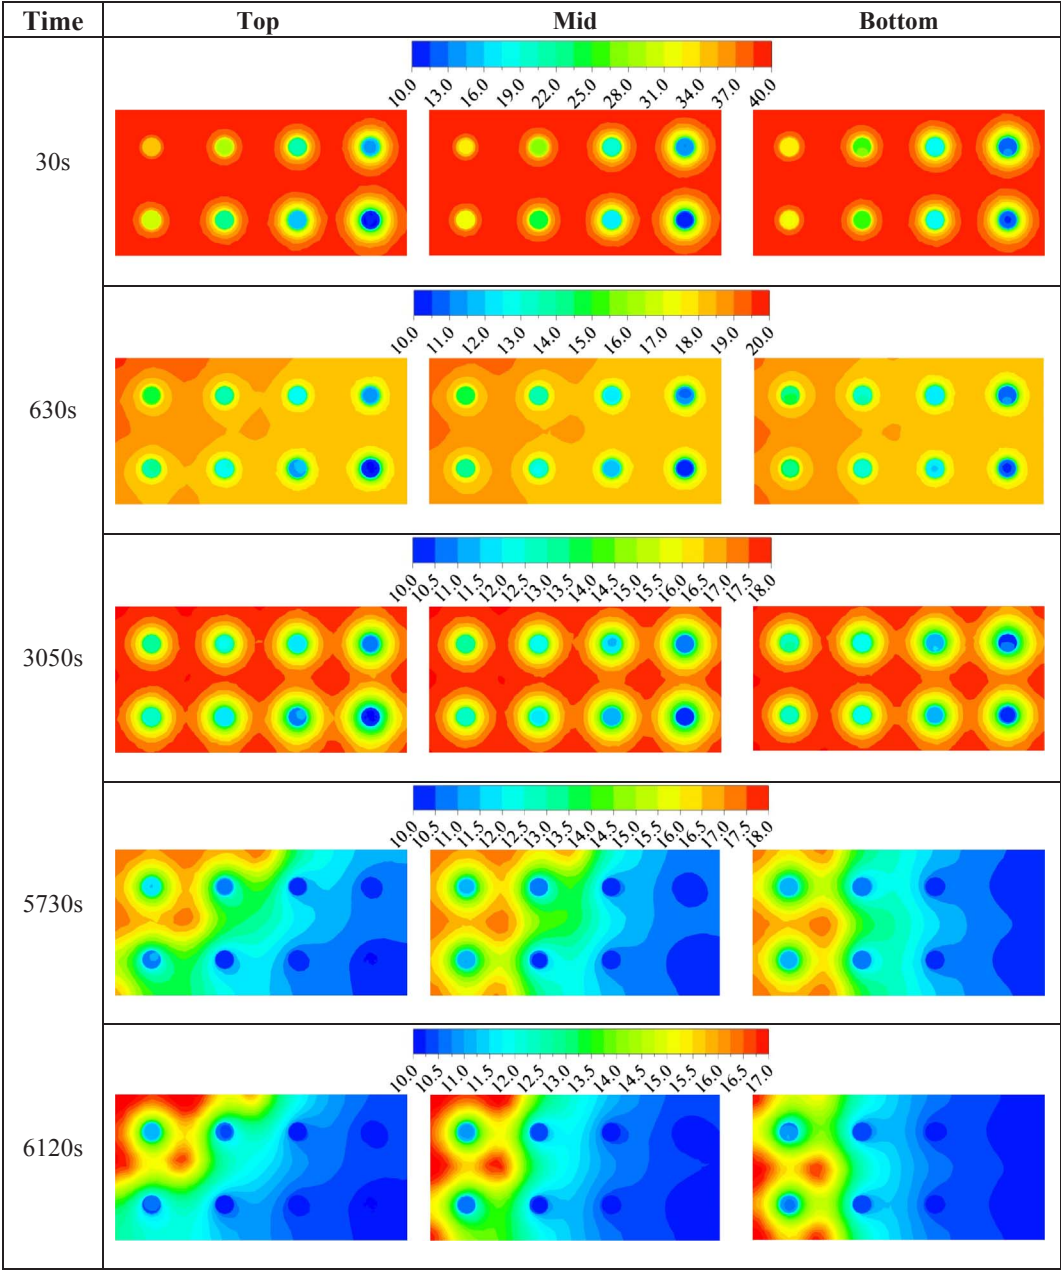 Time Top Mid Bottom
10.0 13.0 16.0 19.0 22.0 25.0 28.0 31.0 34.0 37.0 40.0
30s
10.0 11.0 12.0 13.0 14.0 15.0 16.0 17.0 18.0 19.0 20.0
630s
10.0 10.5 11.0 11.5 12.0 12.5 13.0 13.5 14.0 14.5 15.0 15.5 16.0 16.5 17.0 17.5 18.0
3050s
10.0 10.5 11.0 11.5 12.0 12.5 13.0 13.5 14.0 14.5 15.0 15.5 16.0 16.5 17.0 17.5 18.0
5730s
10.0 10.5 11.0 11.5 12.0 12.5 13.0 13.5 14.0 14.5 15.0 15.5 16.0 16.5 17.0
6120s